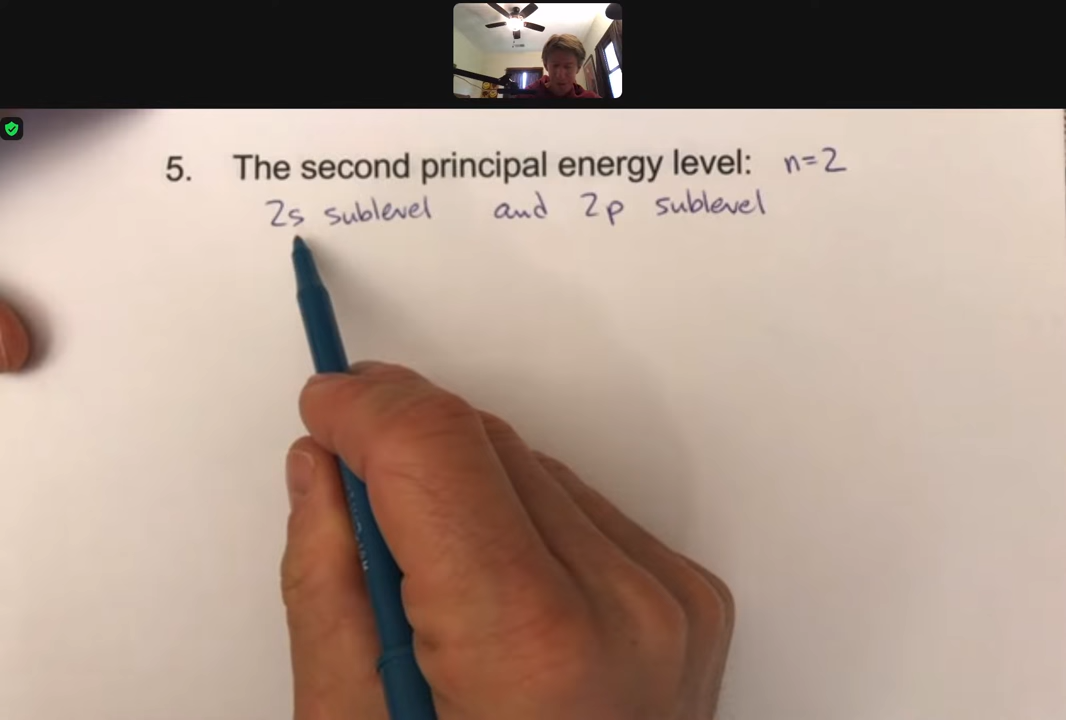 5. The second principal energy level: n=2
2s sublevel and 2p sublevel